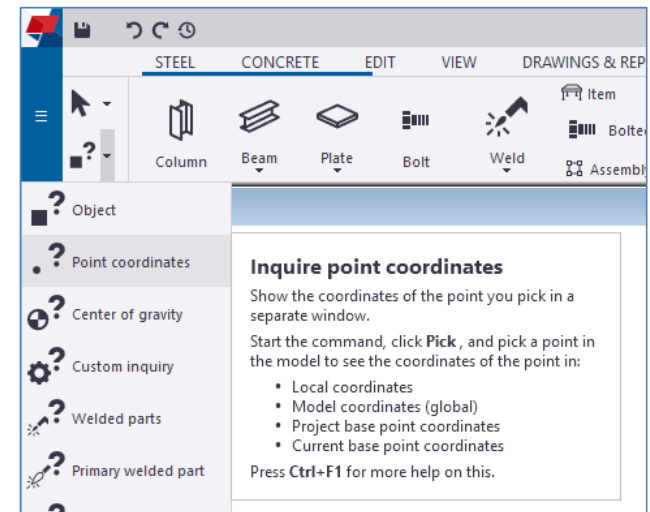 STEEL CONCRETE EDIT VIEW DRAWINGS & REP
Item
Bolte
Column Beam Plate Bolt Weld
Assembl
Object
Point coordinates
Center of gravity
Custom inquiry
Welded parts
Primary welded part
Inquire point coordinates
Show the coordinates of the point you pick in a
separate window.
Start the command, click Pick , and pick a point in
the model to see the coordinates of the point in:
• Local coordinates
• Model coordinates (global)
• Project base point coordinates
• Current base point coordinates
Press Ctrl+F1 for more help on this.